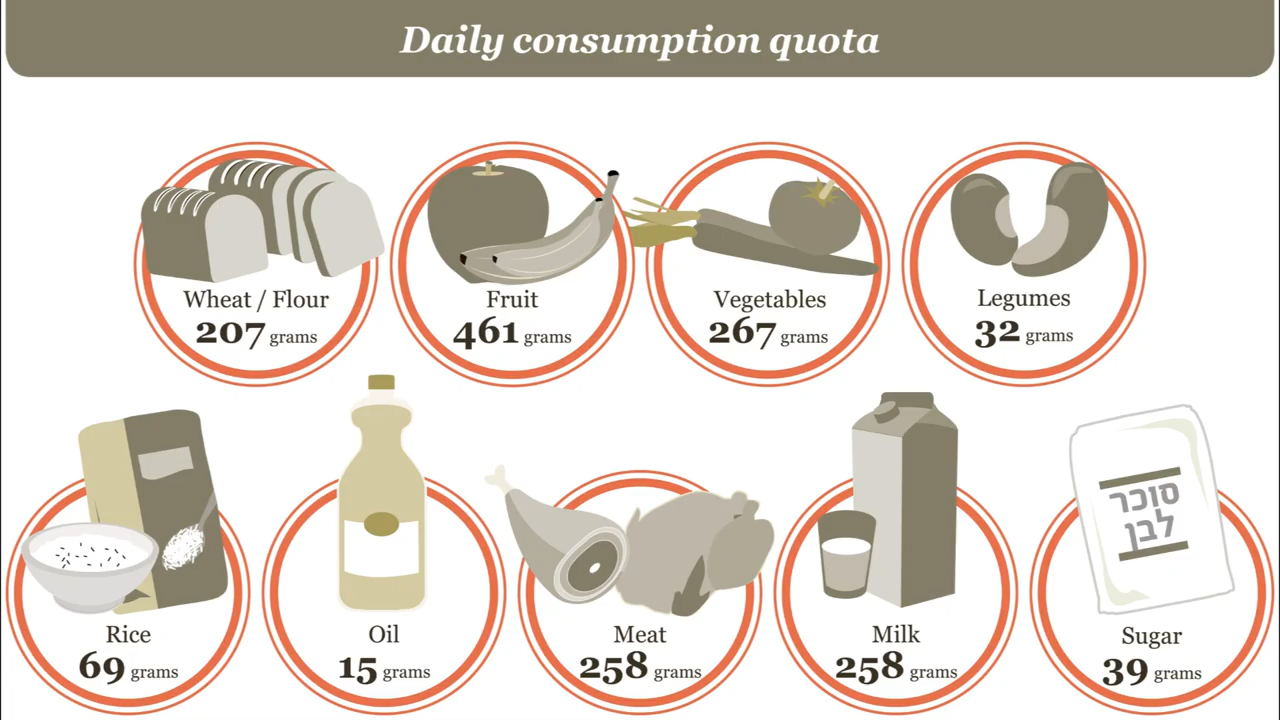 Daily consumption quota
Wheat / Flour
207 grams
Fruit
461 grams
Vegetables
267 grams
Legumes
32 grams
סוכר
לבן
Rice
69 grams
Oil
15 grams
Meat
258 grams
Milk
258 grams
Sugar
39 grams